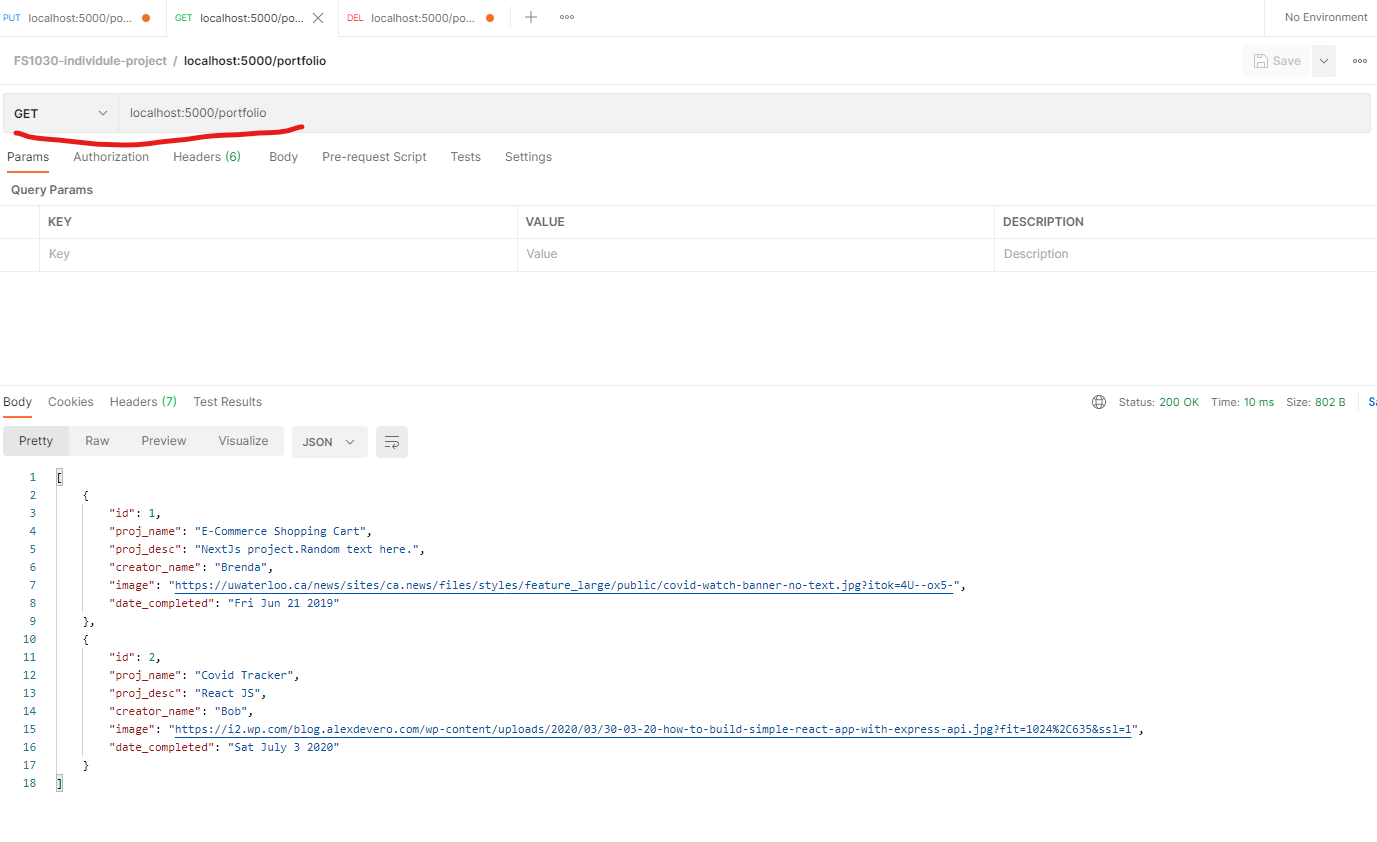 PUT localhost:5000/po... GET localhost:5000/po... DEL localhost:5000/po... No Environment
FS1030-individule-project / localhost:5000/portfolio Save
GET localhost:5000/portfolio
Params Authorization Headers (6) Body Pre-request Script Tests Settings
Query Params
KEY VALUE DESCRIPTION
Key Value Description
Body Cookies Headers (7) Test Results Status: 200 OK Time: 10 ms Size: 802 B Sa
Pretty Raw Preview Visualize JSON
1 [
2 {
3 "id": 1,
4 "proj_name": "E-Commerce Shopping Cart",
5 "proj_desc": "NextJs project.Random text here.",
6 "creator_name": "Brenda",
7 "image": "https://uwaterloo.ca/news/sites/ca.news/files/styles/feature_large/public/covid-watch-banner-no-text.jpg?itok=4U--ox5-",
8 "date_completed": "Fri Jun 21 2019"
9 },
10 {
11 "id": 2,
12 "proj_name": "Covid Tracker",
13 "proj_desc": "React JS",
14 "creator_name": "Bob",
15 "image": "https://i2.wp.com/blog.alexdevero.com/wp-content/uploads/2020/03/30-03-20-how-to-build-simple-react-app-with-express-api.jpg?fit=1024%2C635&ssl=1",
16 "date_completed": "Sat July 3 2020"
17 }
18 ]